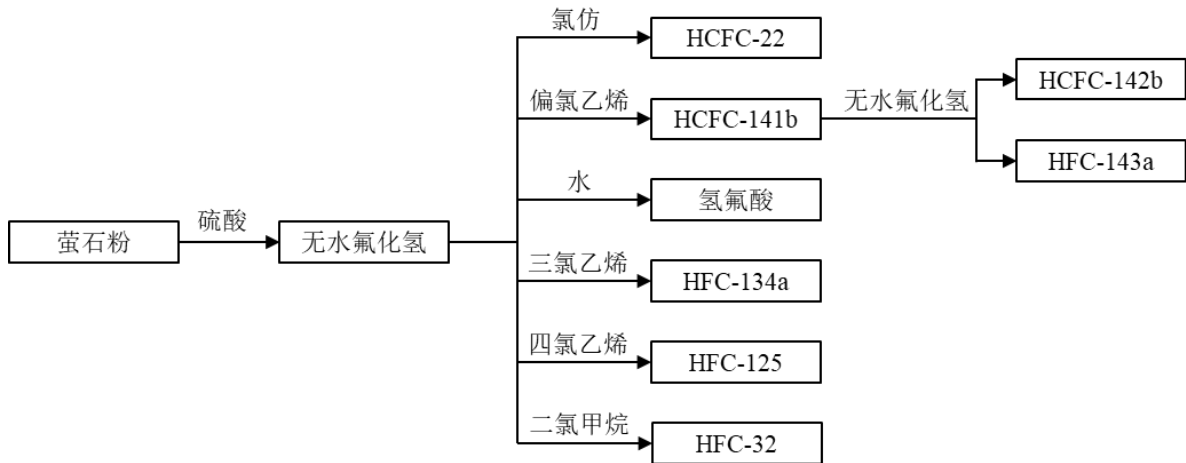 氯仿
HCFC-22
偏氯乙烯
HCFC-141b
无水氟化氢
HCFC-142b
HFC-143a
水
氢氟酸
萤石粉
硫酸
无水氟化氢
三氯乙烯
HFC-134a
四氯乙烯
HFC-125
二氯甲烷
HFC-32